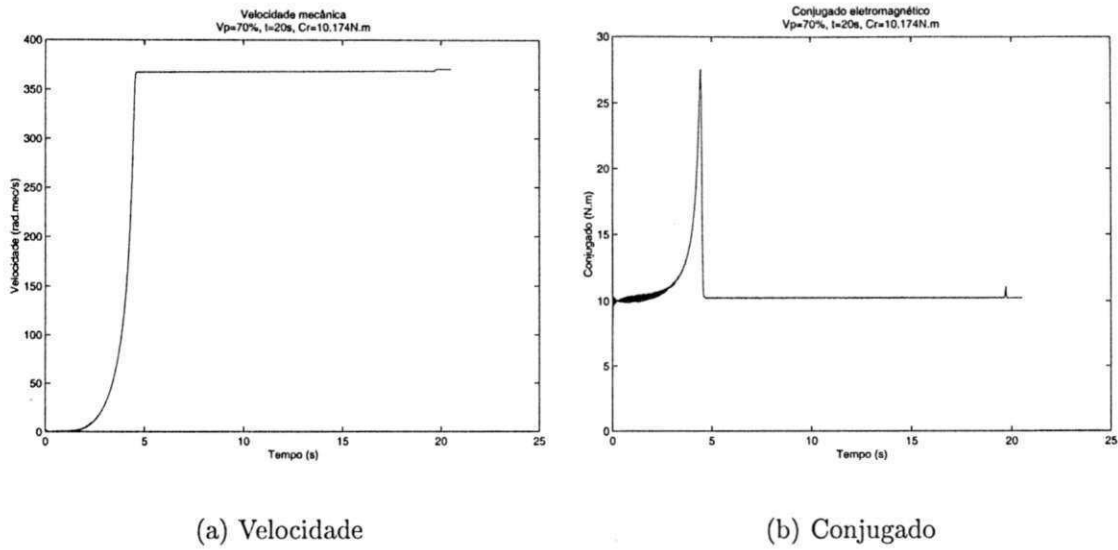 Velocidade mecânica
Vp=70%, t=20s, Cr=10.174N.m
400
350
300
250
200
150
100
50
0
Velocidade (rad.mec/s)
0 5 10 15 20 25
Tempo (s)
(a) Velocidade
Conjugado eletromagnético
Vp=70%, t=20s, Cr=10.174N.m
30
25
20
15
10
5
0
Conjugado (N.m)
0 5 10 15 20 25
Tempo (s)
(b) Conjugado